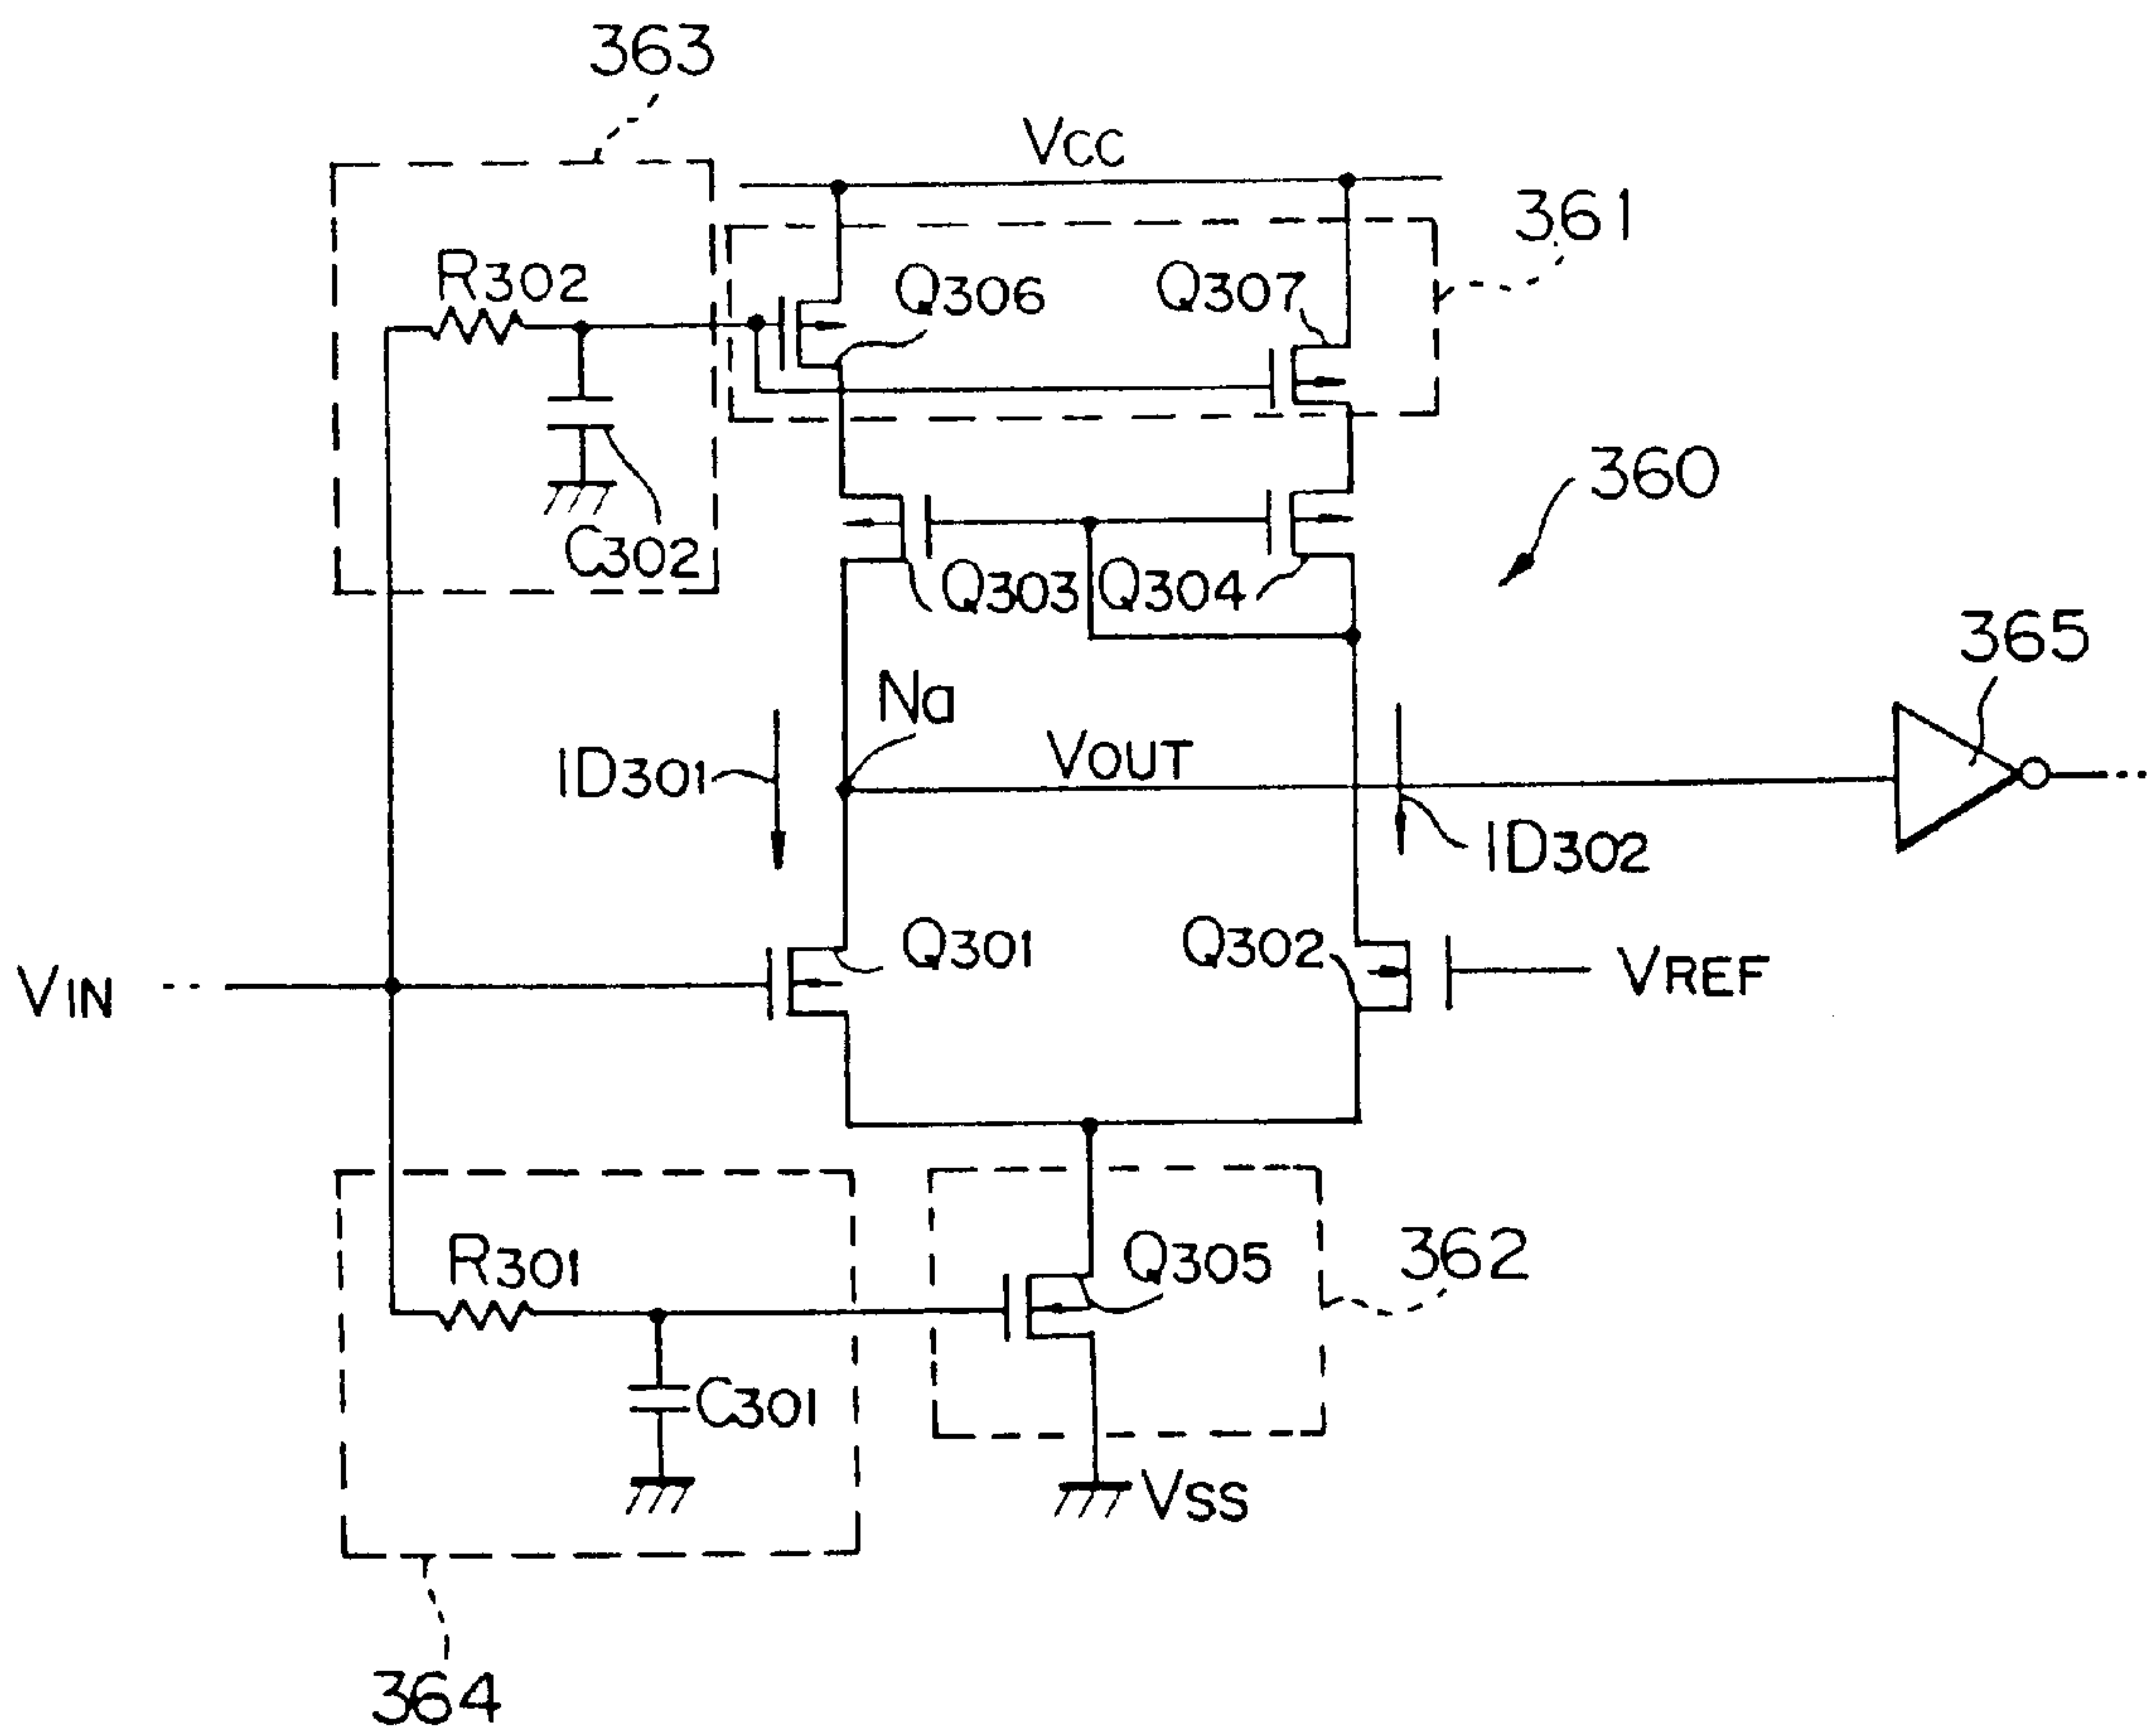 363
VCC
361
R302
Q306
Q307
360
C302
Q303
Q304
365
Na
ID301
VOUT
ID302
Q301
Q302
VIN
VREF
R301
Q305
362
C301
VSS
364